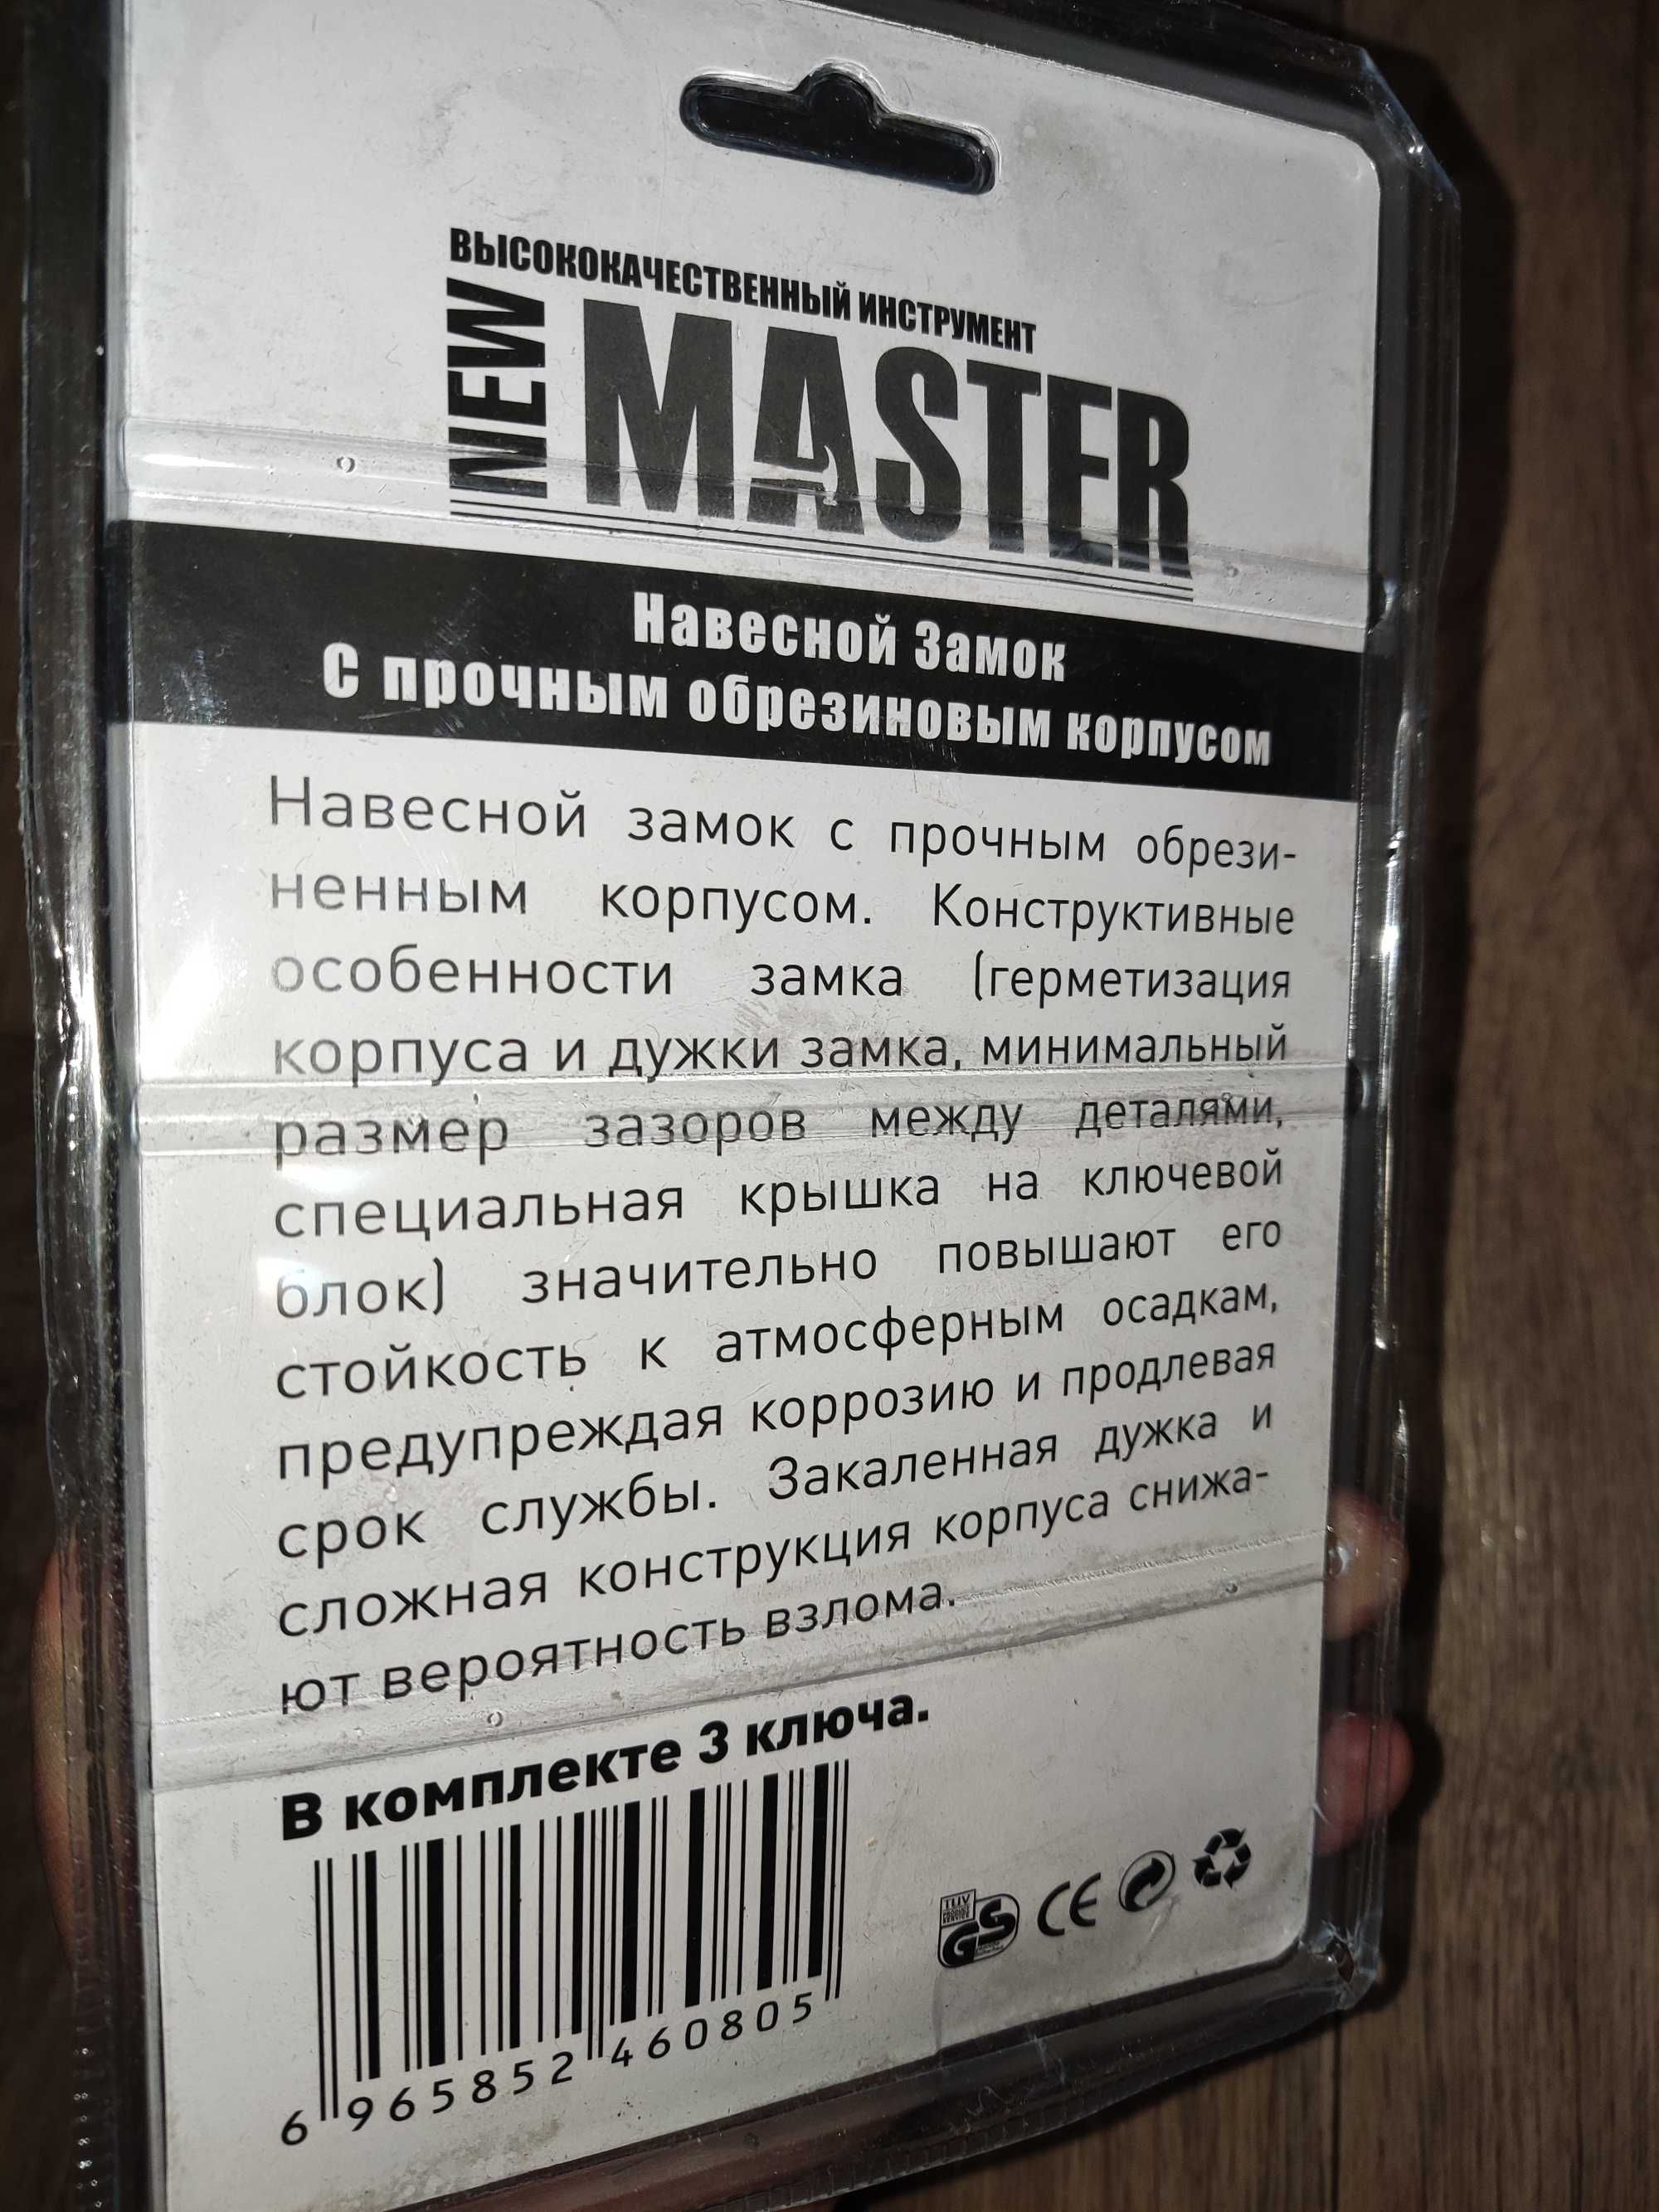 ВЫСОКОКАЧЕСТВЕННЫЙ ИНСТРУМЕНТ
NEW MASTER
Навесной Замок
С прочным обрезиновым корпусом
Навесной замок с прочным обрези-
ненным корпусом. Конструктивные
особенности замка (герметизация
корпуса и дужки замка, минимальный
размер зазоров между деталями,
специальная крышка на ключевой
блок) значительно повышают его
стойкость к атмосферным осадкам,
предупреждая коррозию и продлевая
срок службы. Закаленная дужка и
сложная конструкция корпуса снижа-
ют вероятность взлома.
В комплекте 3 ключа.
6 965852 460805
GS CE